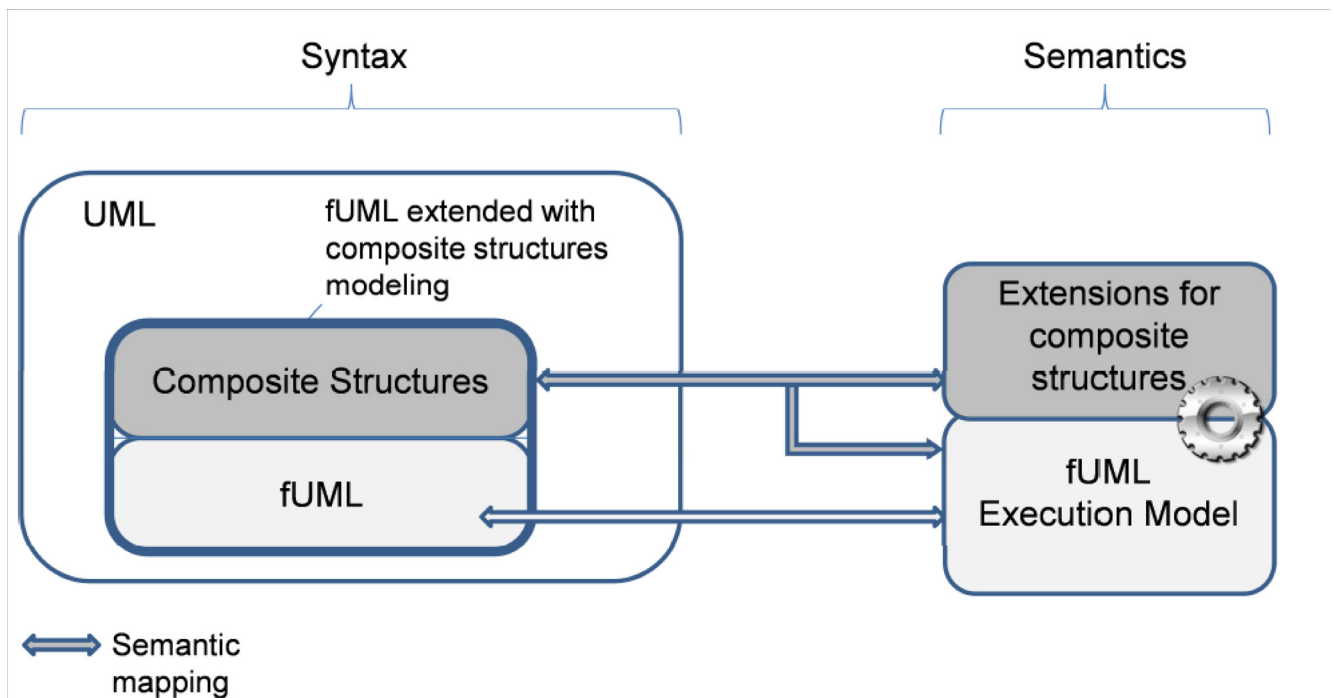 Syntax
Semantics
UML
fUML extended with
composite structures
modeling
Composite Structures
fUML
Extensions for
composite
structures
fUML
Execution Model
Semantic
mapping